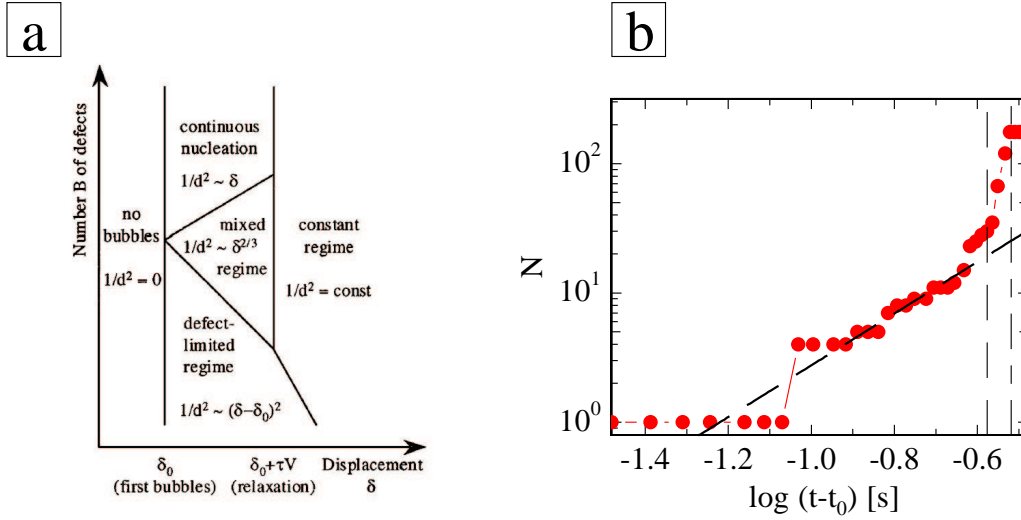 a
Number B of defects
continuous
nucleation
1/d² ~ δ
no
bubbles
1/d² = 0
mixed
1/d² ~ δ^2/3
regime
constant
regime
1/d² = const
defect-
limited
regime
1/d² ~ (δ−δ₀)²
δ₀
(first bubbles)
δ₀+τV
(relaxation)
Displacement
δ
b
N
10²
10¹
10⁰
-1.4
-1.2
-1.0
-0.8
-0.6
log (t-t₀) [s]